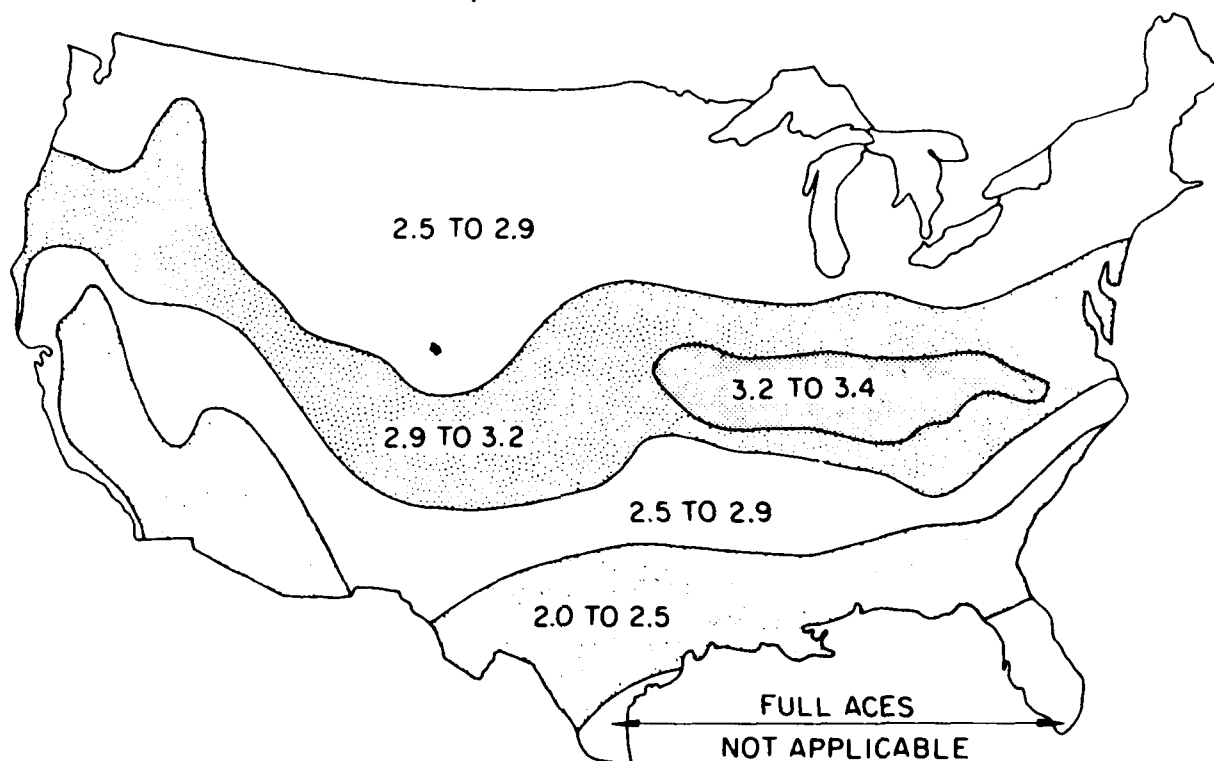 2.5 TO 2.9
3.2 TO 3.4
2.9 TO 3.2
2.5 TO 2.9
2.0 TO 2.5
FULL ACES
NOT APPLICABLE